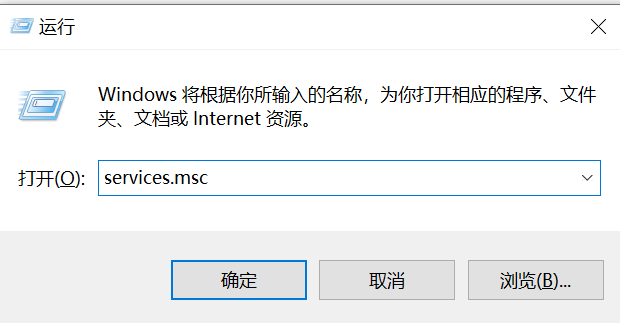 运行
Windows 将根据你所输入的名称，为你打开相应的程序、文件
夹、文档或 Internet 资源。
打开(O): services.msc
确定 取消 浏览(B)...